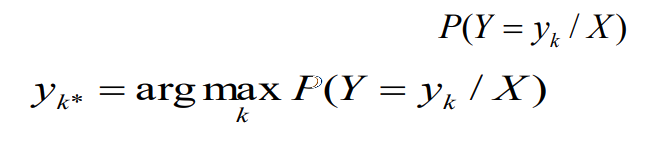 P(Y = y_k / X)
y_{k*} = arg max_k P(Y = y_k / X)